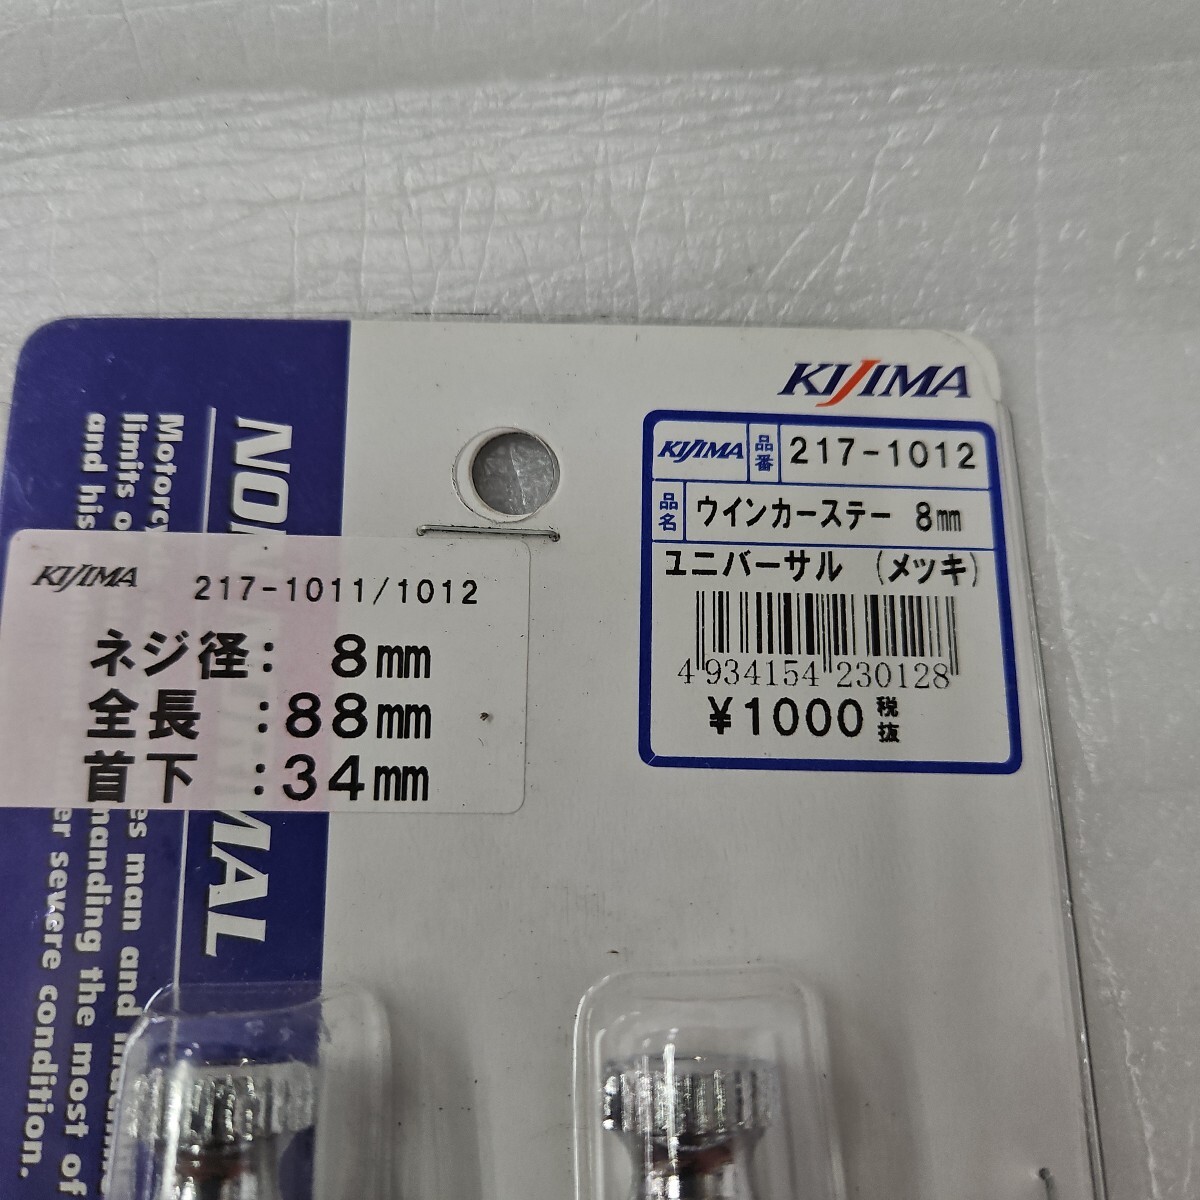 KIJIMA
KIJIMA 品番 217-1012
品名 ウインカーステー 8mm
ユニバーサル (メッキ)
4 934154 230128
¥1000 税抜
KIJIMA 217-1011/1012
ネジ径: 8mm
全長 :88mm
首下 :34mm
NO MAL
Motorcy es man and
limits o manding the most of
and his er severe condition.